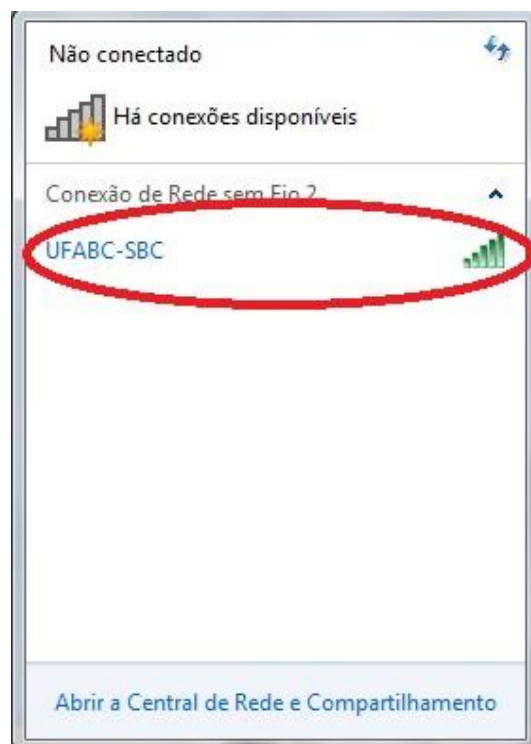 Não conectado
Há conexões disponíveis
Conexão de Rede sem Fio 2
UFABC-SBC
Abrir a Central de Rede e Compartilhamento